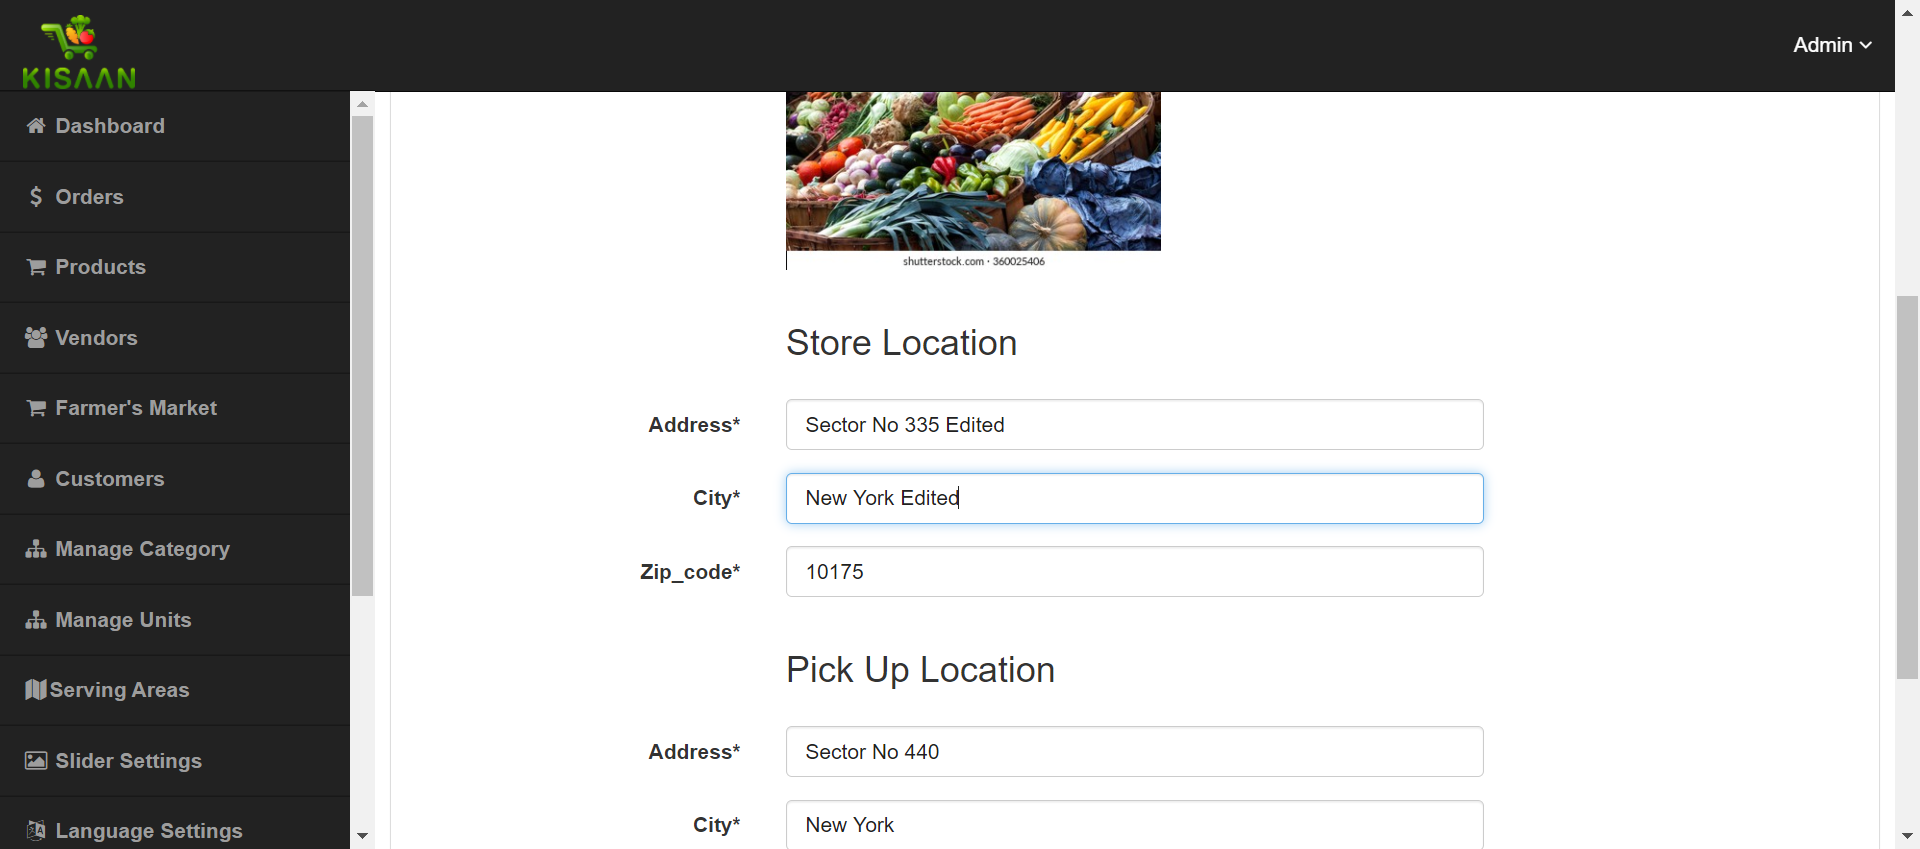 KISAAN
Admin
Dashboard
Orders
Products
Vendors
Farmer's Market
Customers
Manage Category
Manage Units
Serving Areas
Slider Settings
Language Settings
shutterstock.com · 360025406
Store Location
Address* Sector No 335 Edited
City* New York Edited
Zip_code* 10175
Pick Up Location
Address* Sector No 440
City* New York